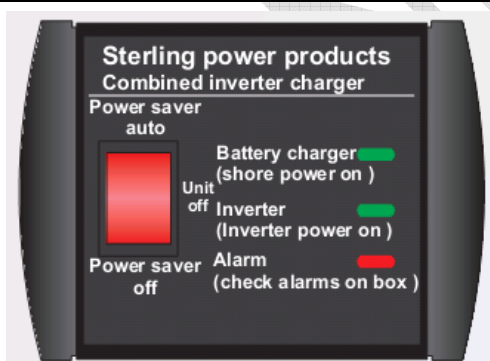 Sterling power products
Combined inverter charger
Power saver
auto
Battery charger
(shore power on )
Unit
off
Inverter
(Inverter power on )
Power saver
off
Alarm
(check alarms on box )